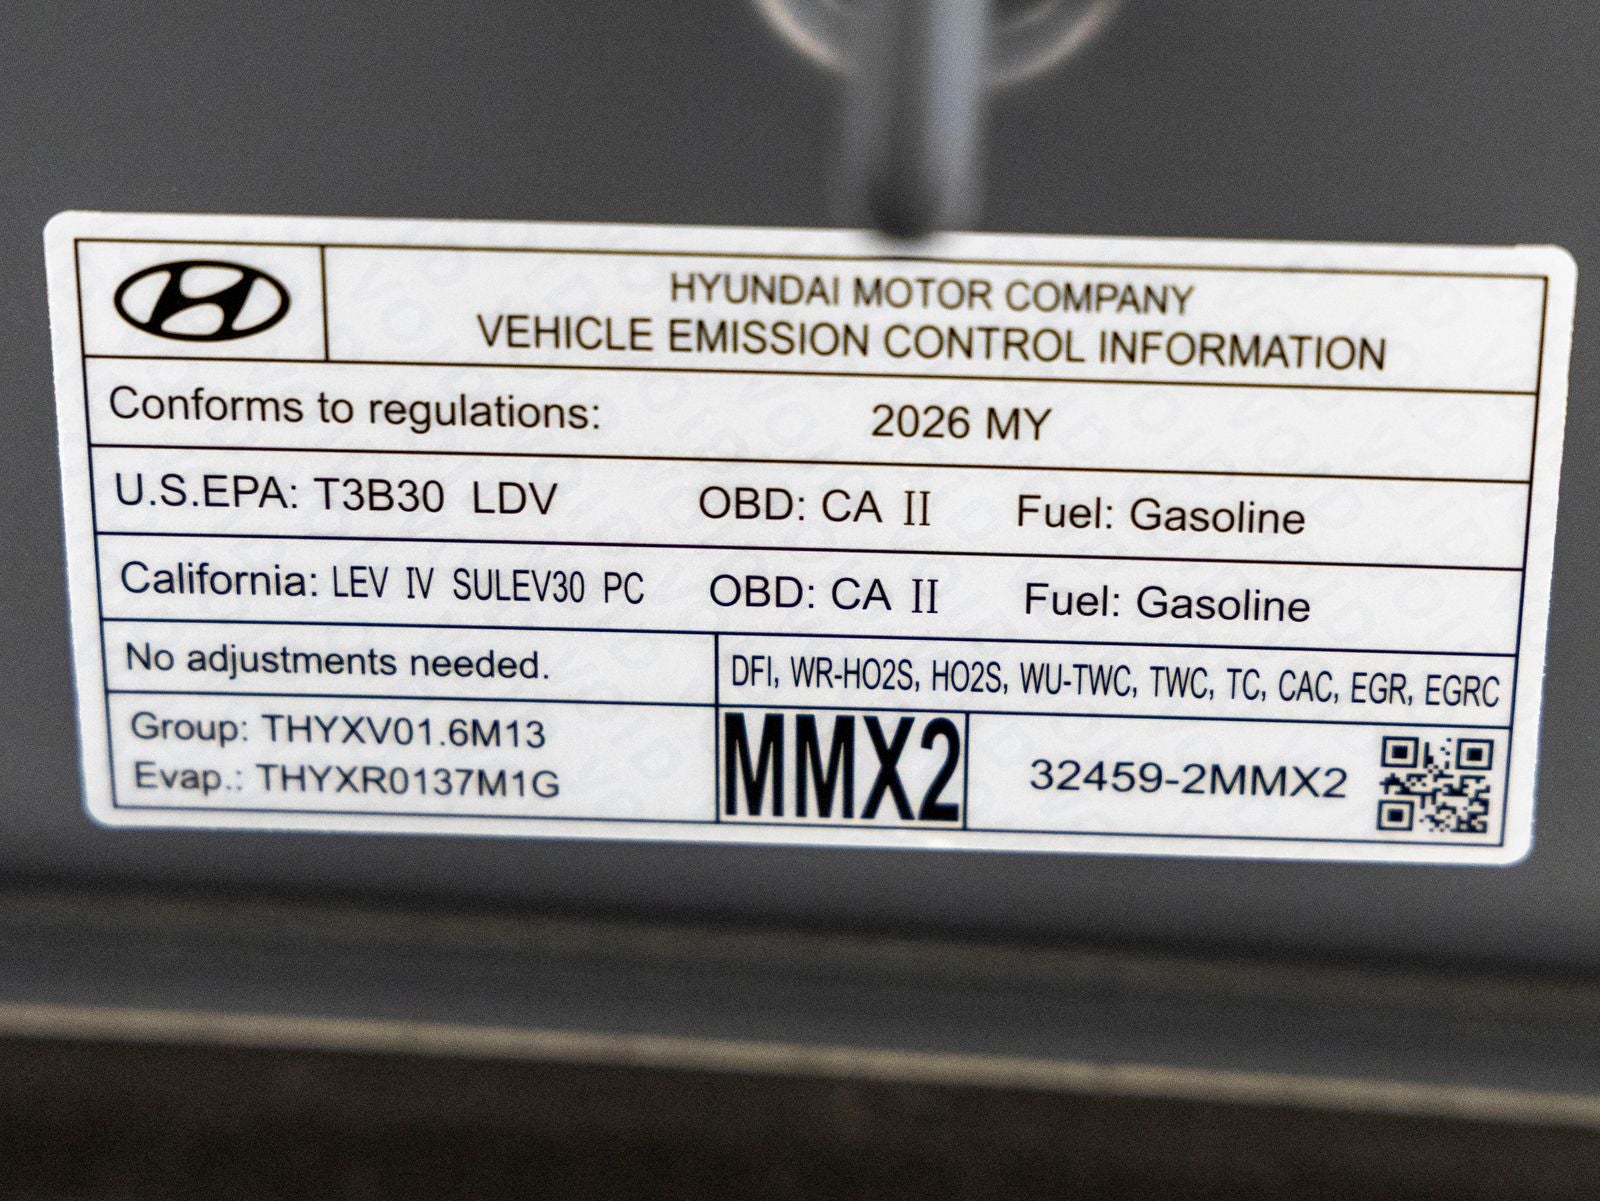 HYUNDAI MOTOR COMPANY
VEHICLE EMISSION CONTROL INFORMATION
Conforms to regulations: 2026 MY
U.S.EPA: T3B30 LDV OBD: CA II Fuel: Gasoline
California: LEV IV SULEV30 PC OBD: CA II Fuel: Gasoline
No adjustments needed. DFI, WR-HO2S, HO2S, WU-TWC, TWC, TC, CAC, EGR, EGRC
Group: THYXV01.6M13
Evap.: THYXR0137M1G
MMX2
32459-2MMX2